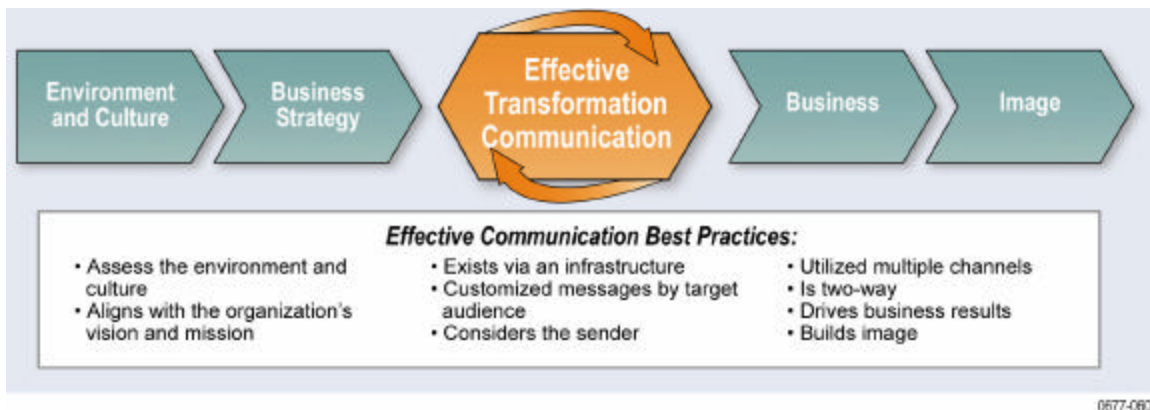 Environment
and Culture
Business
Strategy
Effective
Transformation
Communication
Business
Image
Effective Communication Best Practices:
• Assess the environment and
culture
• Aligns with the organization's
vision and mission
• Exists via an infrastructure
• Customized messages by target
audience
• Considers the sender
• Utilized multiple channels
• Is two-way
• Drives business results
• Builds image